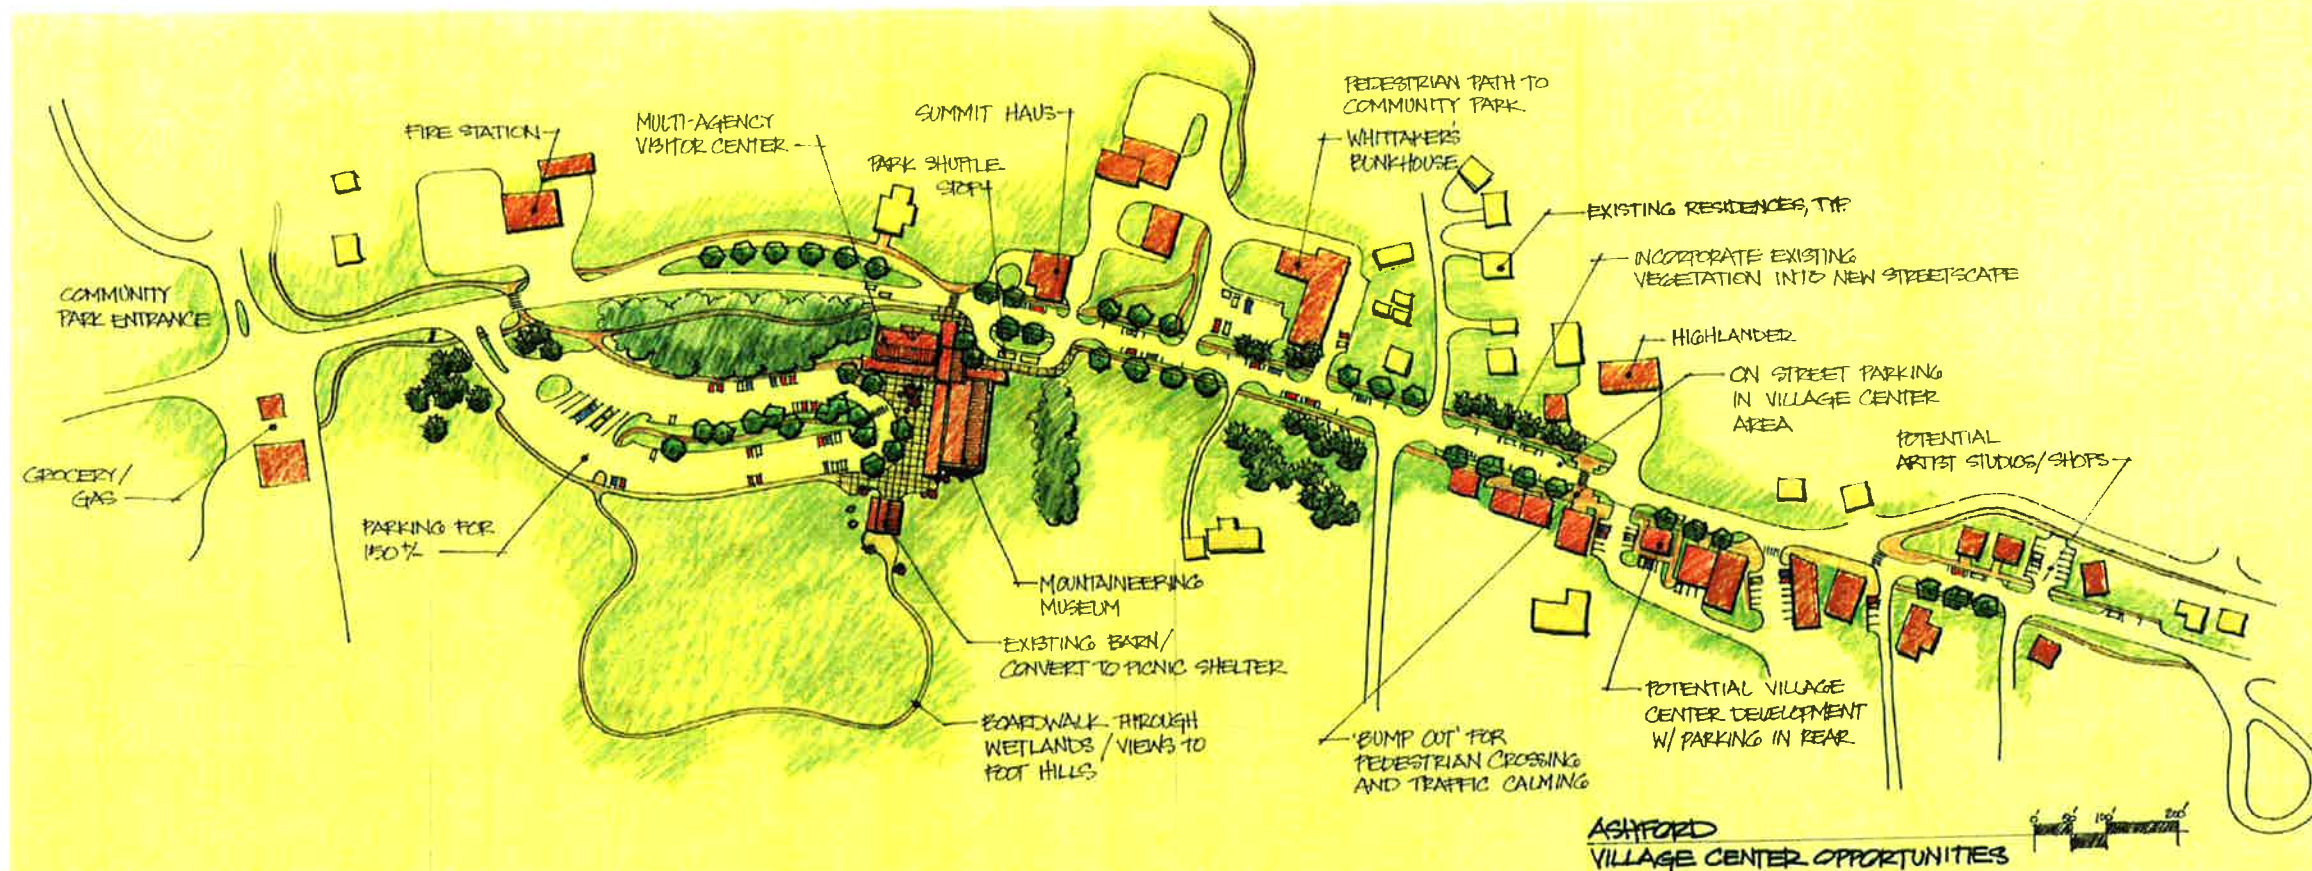 FIRE STATION
MULTI-AGENCY
VISITOR CENTER
SUMMIT HAUS
PARK SHUTTLE
STOP
PEDESTRIAN PATH TO
COMMUNITY PARK
WHITTAKER'S
BUNKHOUSE
EXISTING RESIDENCES, TYP.
INCORPORATE EXISTING
VEGETATION INTO NEW STREETSCAPE
COMMUNITY
PARK ENTRANCE
HIGHLANDER
ON STREET PARKING
IN VILLAGE CENTER
AREA
POTENTIAL
ARTIST STUDIOS/SHOPS
GROCERY/
GAS
PARKING FOR
150 +/-
MOUNTAINEERING
MUSEUM
EXISTING BARN/
CONVERT TO PICNIC SHELTER
BOARDWALK THROUGH
WETLANDS / VIEWS TO
FOOT HILLS
'BUMP OUT' FOR
PEDESTRIAN CROSSING
AND TRAFFIC CALMING
POTENTIAL VILLAGE
CENTER DEVELOPMENT
W/ PARKING IN REAR
ASHFORD
VILLAGE CENTER OPPORTUNITIES
0' 50' 100' 200'